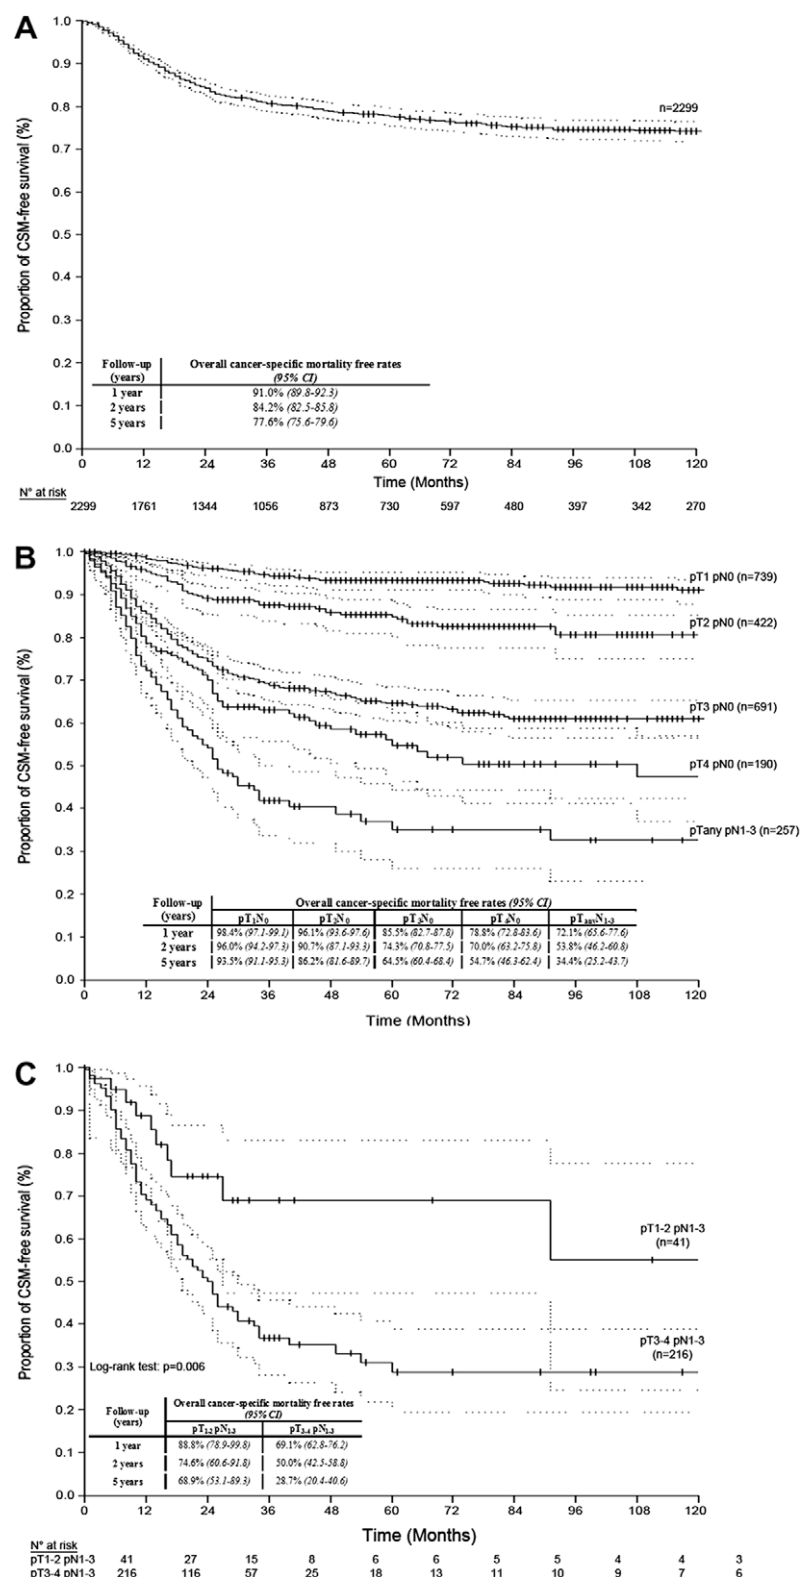 A
Proportion of CSM-free survival (%)
1.0
0.9
0.8
0.7
0.6
0.5
0.4
0.3
0.2
0.1
0.0
n=2299
Follow-up (years) Overall cancer-specific mortality free rates (95% CI)
1 year 91.0% (89.8-92.3)
2 years 84.2% (82.5-85.8)
5 years 77.6% (75.6-79.6)
0 12 24 36 48 60 72 84 96 108 120
Time (Months)
N° at risk
2299 1761 1344 1056 873 730 597 480 397 342 270
B
Proportion of CSM-free survival (%)
1.0
0.9
0.8
0.7
0.6
0.5
0.4
0.3
0.2
0.1
0.0
pT1 pN0 (n=739)
pT2 pN0 (n=422)
pT3 pN0 (n=691)
pT4 pN0 (n=190)
pTany pN1-3 (n=257)
Follow-up (years) Overall cancer-specific mortality free rates (95% CI)
pT1N0 pT2N0 pT3N0 pT4N0 pTanyN1-3
1 year 98.4% (97.1-99.1) 96.1% (93.6-97.6) 85.5% (82.7-87.8) 78.8% (72.8-83.6) 72.1% (65.6-77.6)
2 years 96.0% (94.2-97.3) 90.7% (87.1-93.3) 74.3% (70.8-77.5) 70.0% (63.2-75.8) 53.8% (46.2-60.8)
5 years 93.5% (91.1-95.3) 86.2% (81.6-89.7) 64.5% (60.4-68.4) 54.7% (46.3-62.4) 34.4% (25.2-43.7)
0 12 24 36 48 60 72 84 96 108 120
Time (Months)
C
Proportion of CSM-free survival (%)
1.0
0.9
0.8
0.7
0.6
0.5
0.4
0.3
0.2
0.1
0.0
pT1-2 pN1-3
(n=41)
pT3-4 pN1-3
(n=216)
Log-rank test: p=0.006
Follow-up (years) Overall cancer-specific mortality free rates (95% CI)
pT1-2 pN1-3 pT3-4 pN1-3
1 year 88.8% (78.9-99.8) 69.1% (62.8-76.2)
2 years 74.6% (60.6-91.8) 50.0% (42.5-58.8)
5 years 68.9% (53.1-89.3) 28.7% (20.4-40.6)
0 12 24 36 48 60 72 84 96 108 120
Time (Months)
N° at risk
pT1-2 pN1-3 41 27 15 8 6 6 5 5 4 4 3
pT3-4 pN1-3 216 116 57 25 18 13 11 10 9 7 6